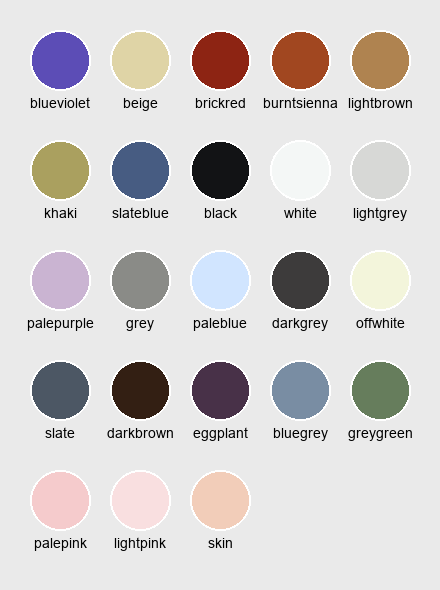 blueviolet beige brickred burntsienna lightbrown
khaki slateblue black white lightgrey
palepurple grey paleblue darkgrey offwhite
slate darkbrown eggplant bluegrey greygreen
palepink lightpink skin